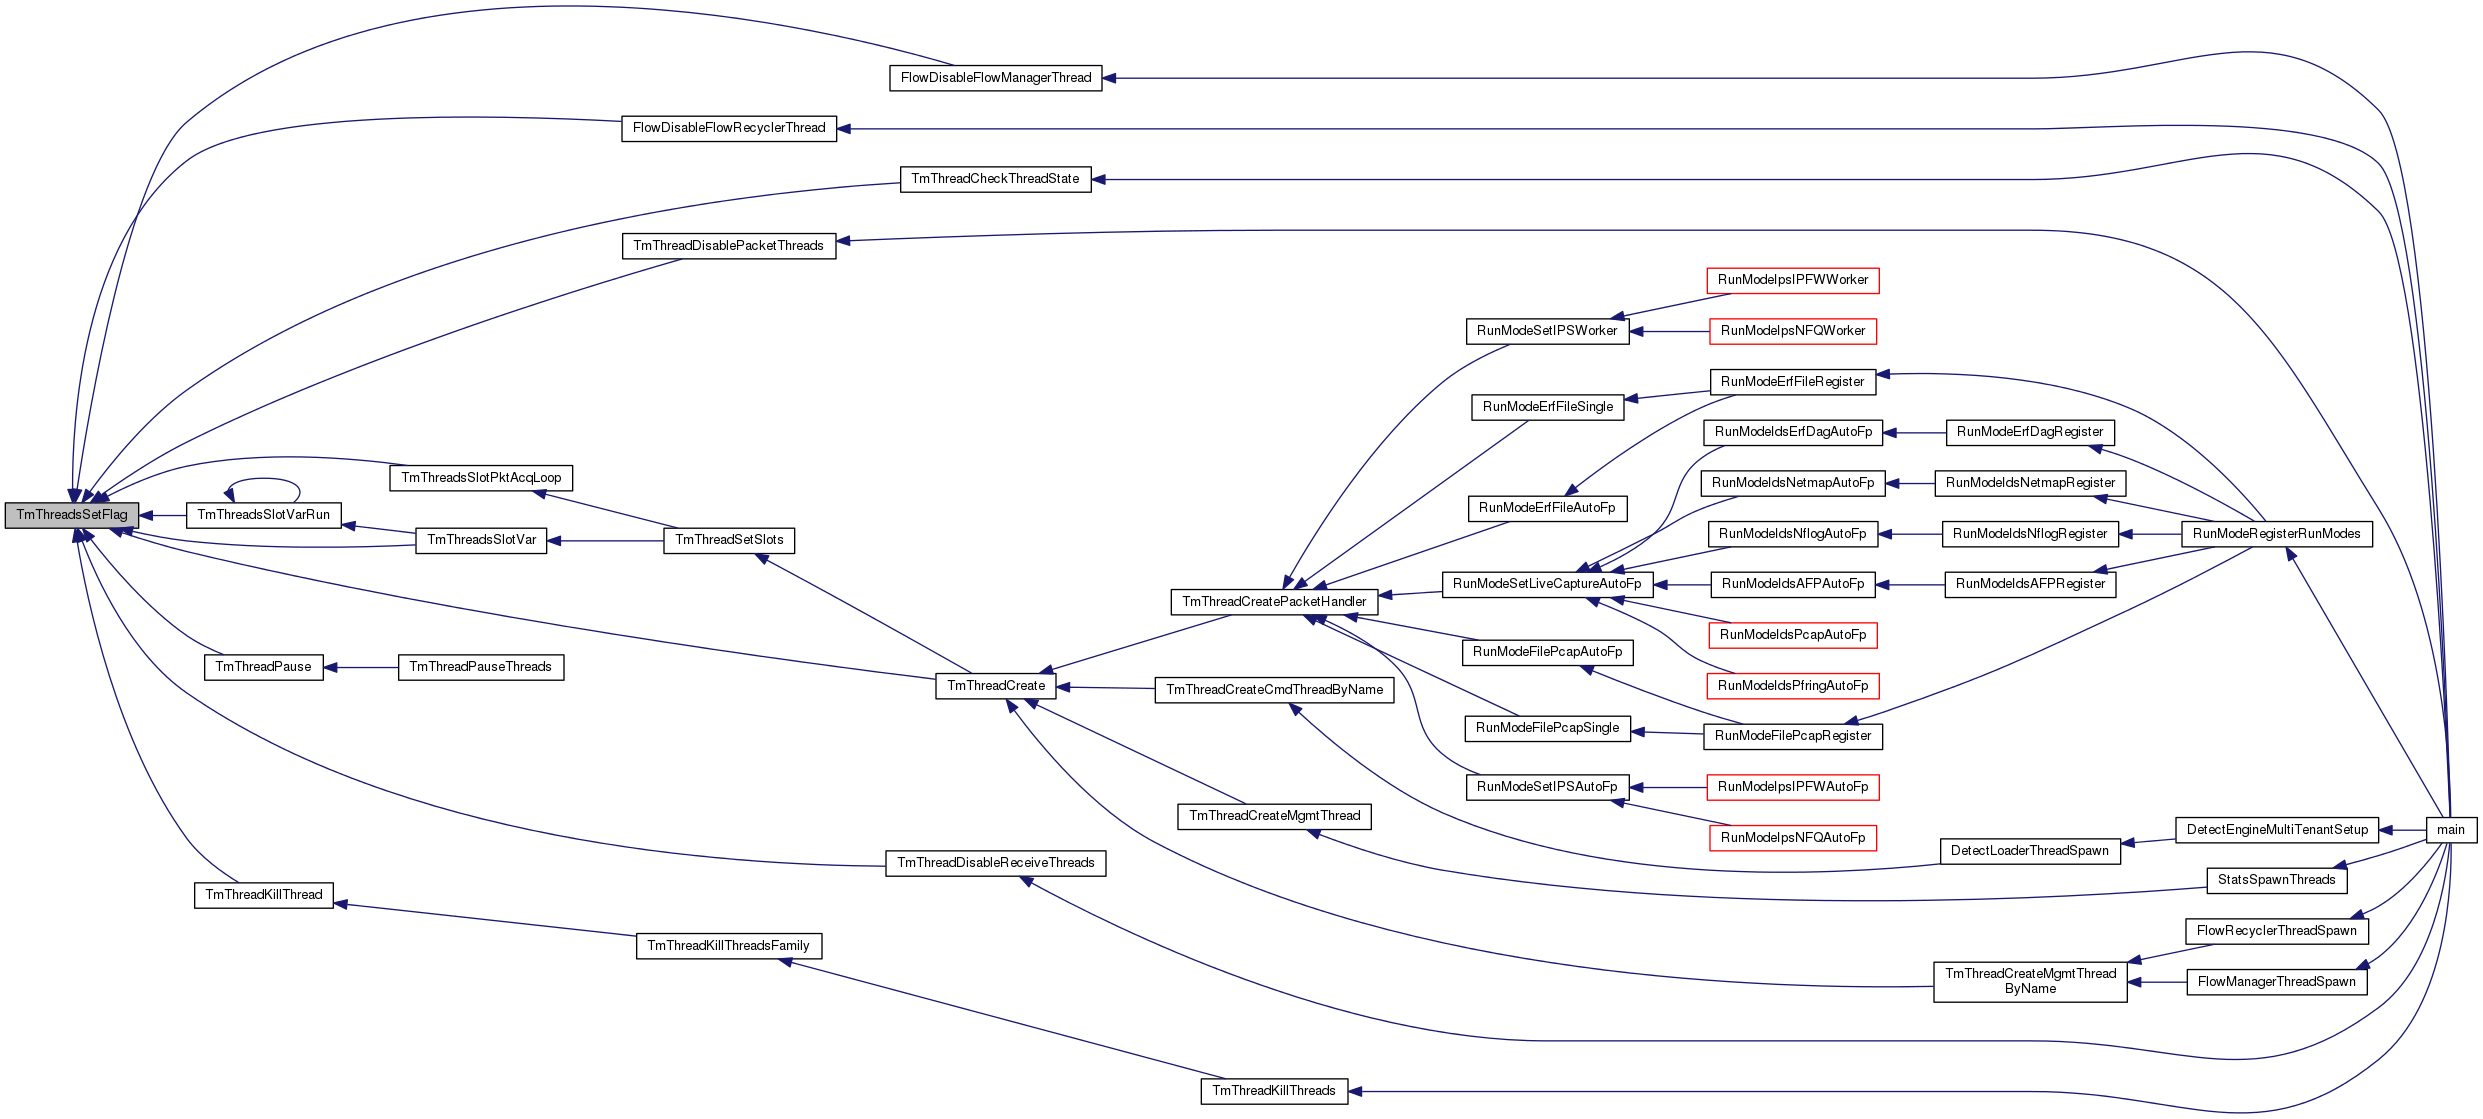 FlowDisableFlowManagerThread
FlowDisableFlowRecyclerThread
TmThreadCheckThreadState
TmThreadDisablePacketThreads
RunModeIpsIPFWWorker
RunModeSetIPSWorker
RunModeIpsNFQWorker
RunModeErfFileRegister
RunModeErfFileSingle
RunModeIdsErfDagAutoFp
RunModeErfDagRegister
TmThreadsSlotPktAcqLoop
RunModeIdsNetmapAutoFp
RunModeIdsNetmapRegister
TmThreadsSetFlag
TmThreadsSlotVarRun
RunModeErfFileAutoFp
TmThreadsSlotVar
TmThreadSetSlots
RunModeIdsNflogAutoFp
RunModeIdsNflogRegister
RunModeRegisterRunModes
RunModeSetLiveCaptureAutoFp
RunModeIdsAFPAutoFp
RunModeIdsAFPRegister
TmThreadCreatePacketHandler
RunModeIdsPcapAutoFp
RunModeFilePcapAutoFp
TmThreadPause
TmThreadPauseThreads
TmThreadCreate
TmThreadCreateCmdThreadByName
RunModeIdsPfringAutoFp
RunModeFilePcapSingle
RunModeFilePcapRegister
RunModeSetIPSAutoFp
RunModeIpsIPFWAutoFp
TmThreadCreateMgmtThread
RunModeIpsNFQAutoFp
DetectEngineMultiTenantSetup
main
DetectLoaderThreadSpawn
TmThreadDisableReceiveThreads
StatsSpawnThreads
TmThreadKillThread
FlowRecyclerThreadSpawn
TmThreadKillThreadsFamily
TmThreadCreateMgmtThread
ByName
FlowManagerThreadSpawn
TmThreadKillThreads